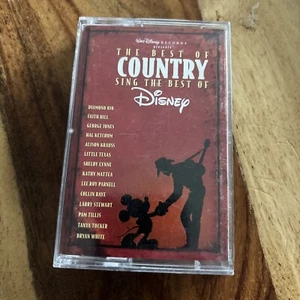 Walt Disney RECORDS
presents
THE BEST OF
COUNTRY
SING THE BEST OF
Disney
DIAMOND RIO
FAITH HILL
GEORGE JONES
HAL KETCHUM
ALISON KRAUSS
LITTLE TEXAS
SHELBY LYNNE
KATHY MATTEA
LEE ROY PARNELL
COLLIN RAYE
LARRY STEWART
PAM TILLIS
TANYA TUCKER
BRYAN WHITE